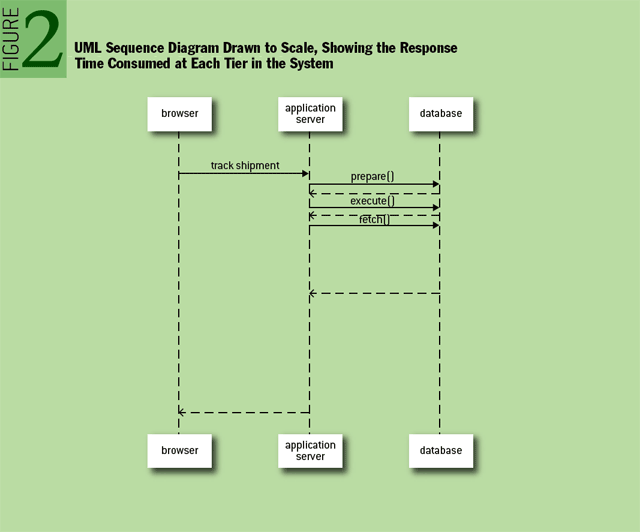 FIGURE
2
UML Sequence Diagram Drawn to Scale, Showing the Response
Time Consumed at Each Tier in the System
browser
application
server
database
track shipment
prepare()
execute()
fetch()
browser
application
server
database